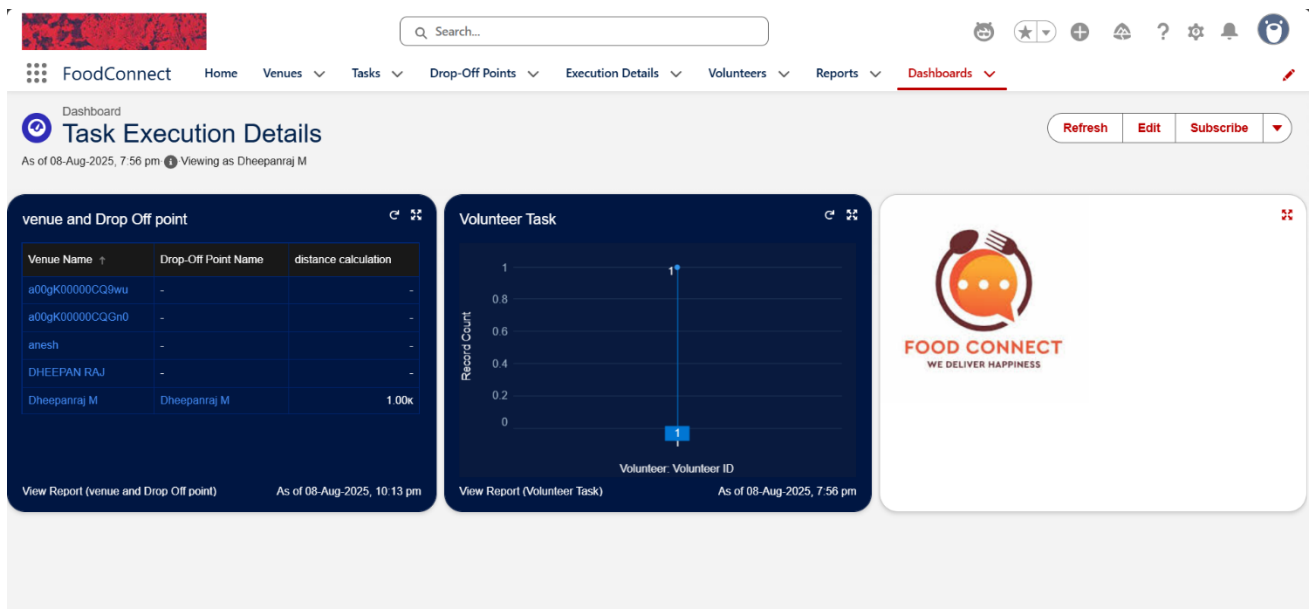 Search...
FoodConnect Home Venues Tasks Drop-Off Points Execution Details Volunteers Reports Dashboards
Dashboard
Task Execution Details
As of 08-Aug-2025, 7:56 pm Viewing as Dheepanraj M
Refresh Edit Subscribe
venue and Drop Off point
Venue Name ↑ Drop-Off Point Name distance calculation
a00gK00000CQ9wu - -
a00gK00000CQGn0 - -
anesh - -
DHEEPAN RAJ - -
Dheepanraj M Dheepanraj M 1.00к
View Report (venue and Drop Off point) As of 08-Aug-2025, 10:13 pm
Volunteer Task
Record Count
1
0.8
0.6
0.4
0.2
0
1
1
1
Volunteer: Volunteer ID
View Report (Volunteer Task) As of 08-Aug-2025, 7:56 pm
FOOD CONNECT
WE DELIVER HAPPINESS